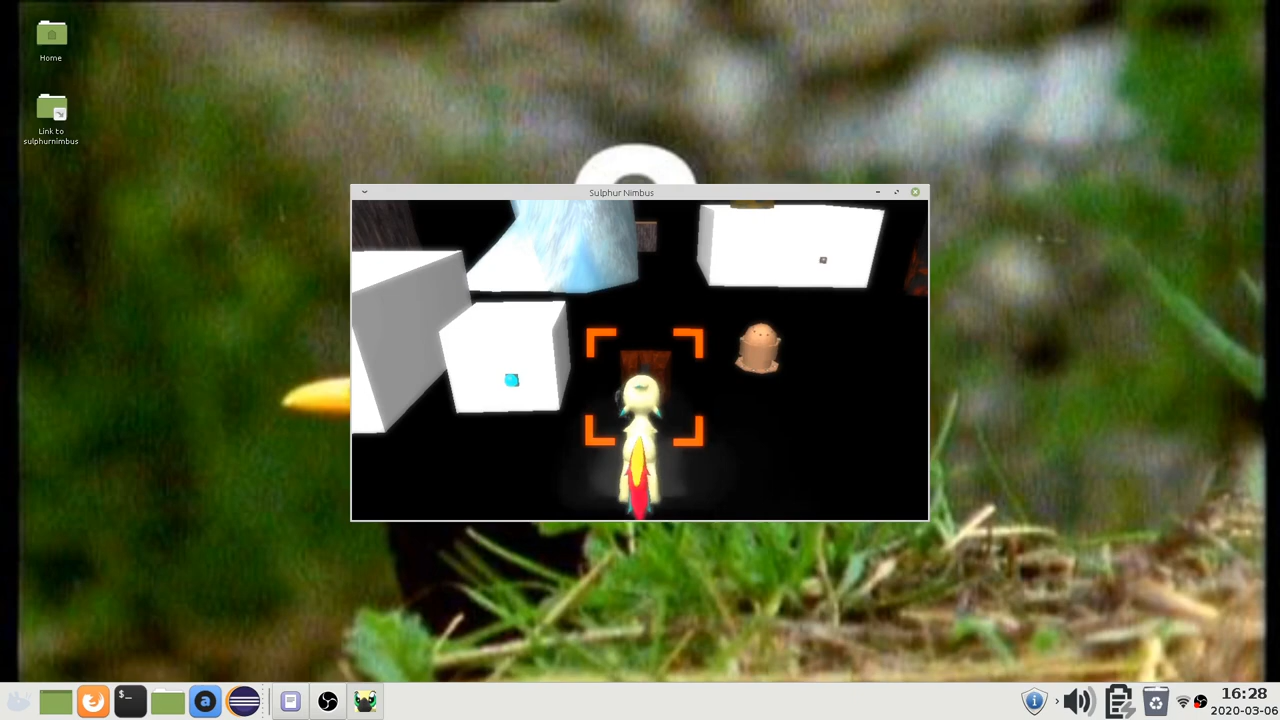 Home
Link to
sulphurnimbus
Sulphur Nimbus
$_
a
16:28
2020-03-06